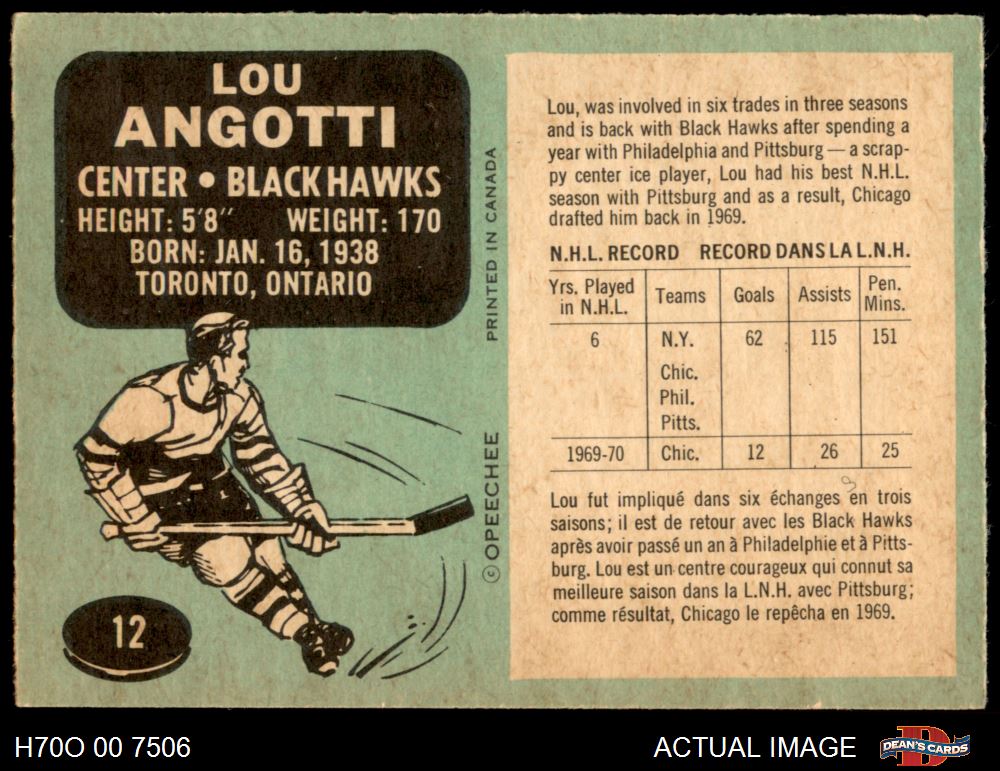 LOU
ANGOTTI
CENTER • BLACK HAWKS
HEIGHT: 5'8" WEIGHT: 170
BORN: JAN. 16, 1938
TORONTO, ONTARIO
12
PRINTED IN CANADA
© OPEECHEE
Lou, was involved in six trades in three seasons
and is back with Black Hawks after spending a
year with Philadelphia and Pittsburg — a scrap-
py center ice player, Lou had his best N.H.L.
season with Pittsburg and as a result, Chicago
drafted him back in 1969.
N.H.L. RECORD RECORD DANS LA L.N.H.
Yrs. Played
in N.H.L. Teams Goals Assists Pen.
Mins.
6 N.Y. 62 115 151
Chic.
Phil.
Pitts.
1969-70 Chic. 12 26 25
Lou fut impliqué dans six échanges en trois
saisons; il est de retour avec les Black Hawks
après avoir passé un an à Philadelphie et à Pitts-
burg. Lou est un centre courageux qui connut sa
meilleure saison dans la L.N.H. avec Pittsburg;
comme résultat, Chicago le repêcha en 1969.
H70O 00 7506
ACTUAL IMAGE
DEAN'S CARDS